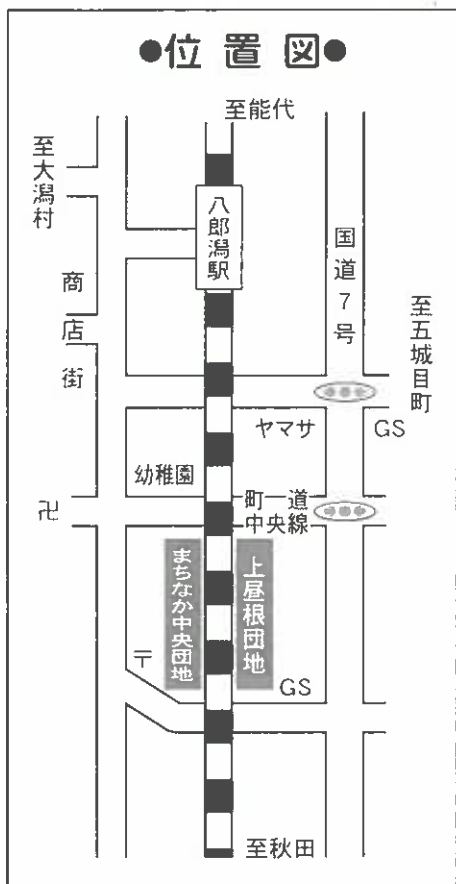 ●位置図●
至能代
至大潟村
八郎潟駅
国道7号
商店街
至五城目町
ヤマサ
GS
幼稚園
卍
町道
中央線
まちなか中央団地
上昼根団地
〒
GS
至秋田